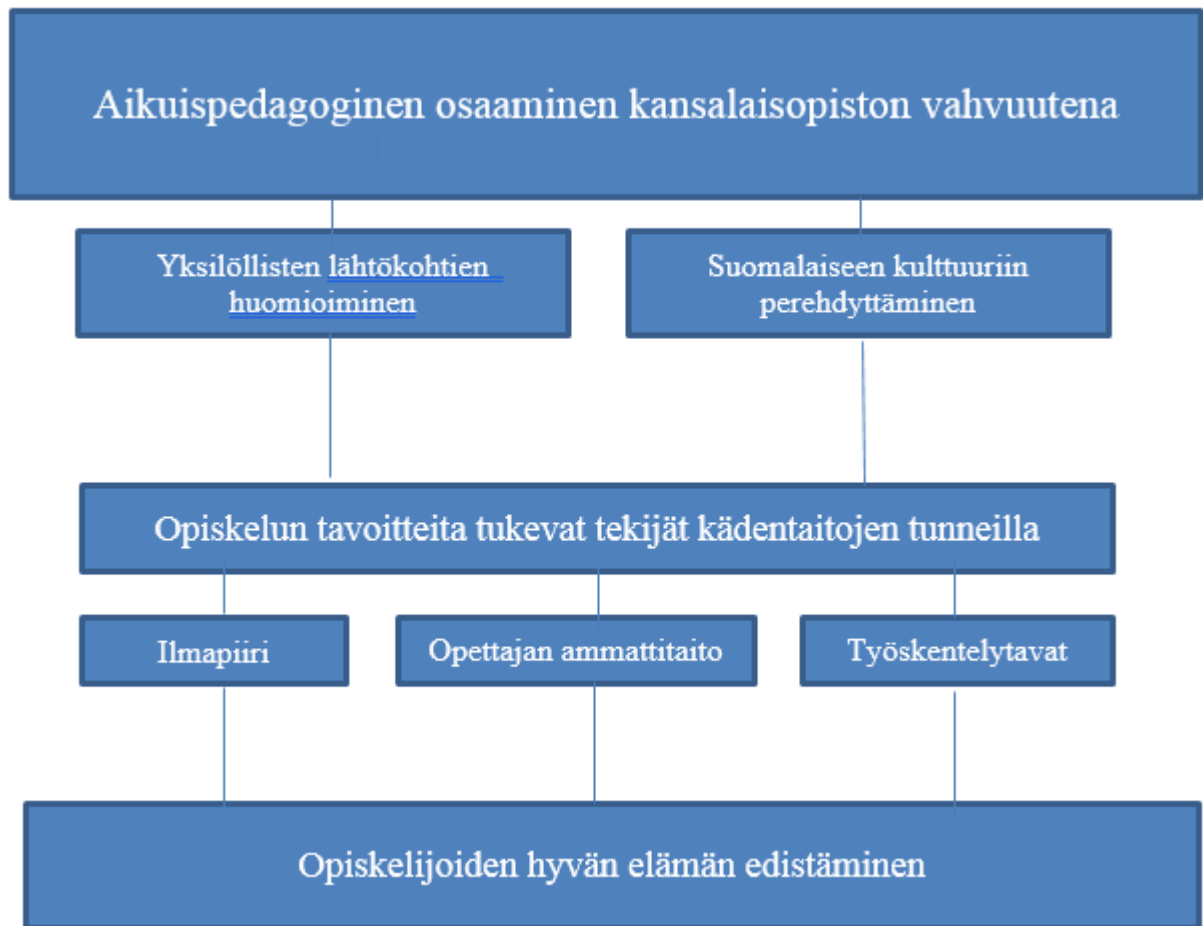 Aikuispedagoginen osaaminen kansalaisopiston vahvuutena
Yksilöllisten lähtökohtien
huomioiminen
Suomalaiseen kulttuuriin
perehdyttäminen
Opiskelun tavoitteita tukevat tekijät kädentaitojen tunneilla
Ilmapiiri
Opettajan ammattitaito
Työskentelytavat
Opiskelijoiden hyvän elämän edistäminen